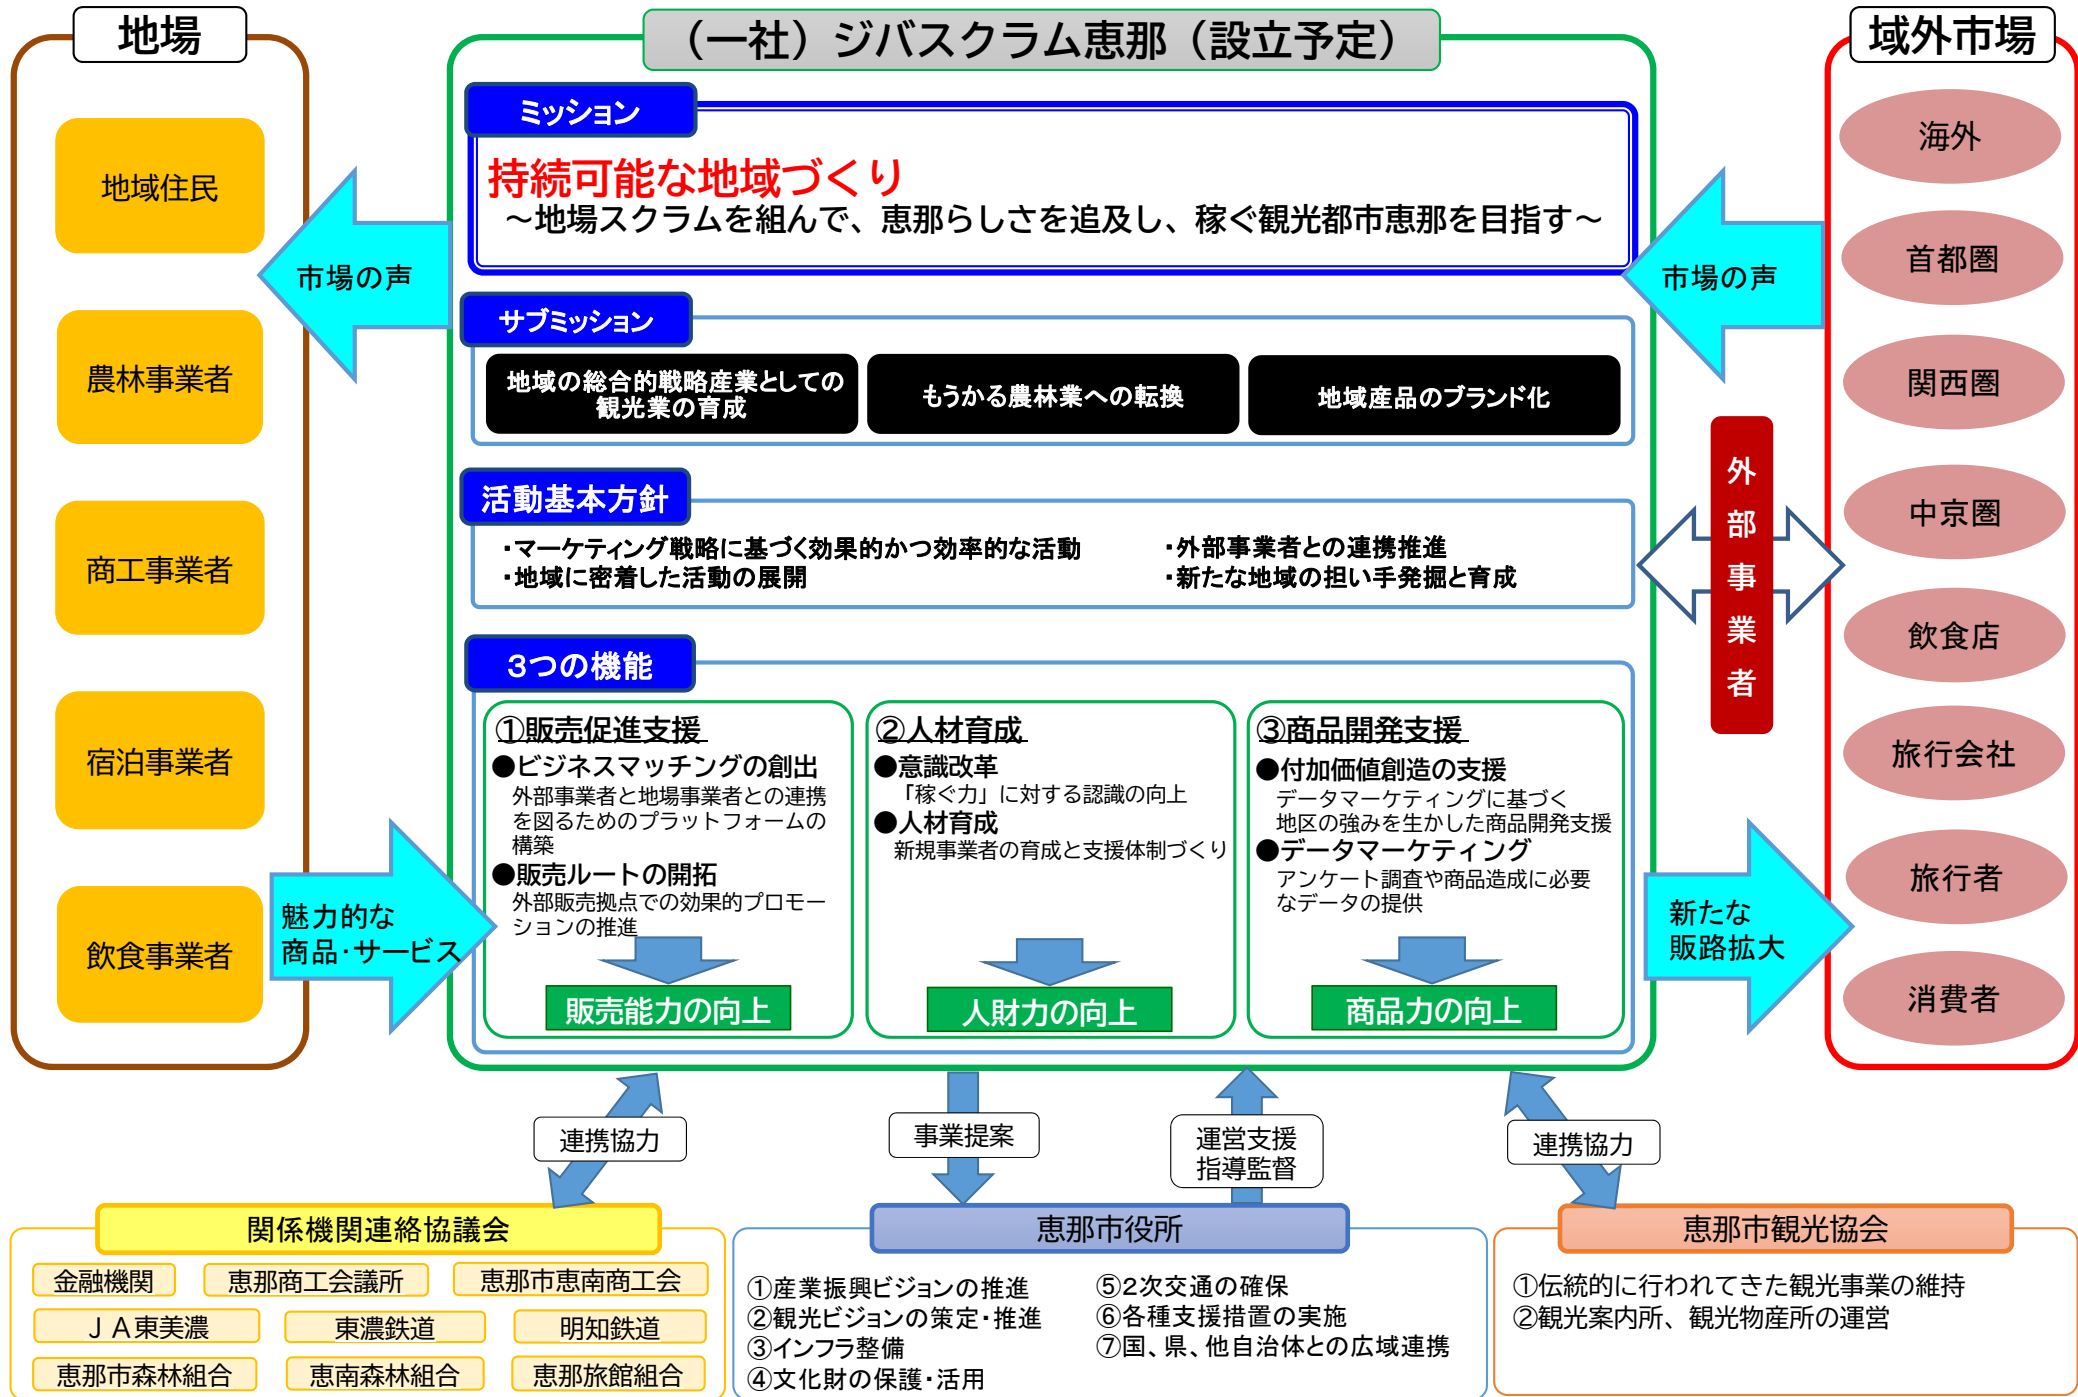 地場
地域住民
農林事業者
商工事業者
宿泊事業者
飲食事業者
市場の声
魅力的な
商品・サービス
（一社）ジバスクラム恵那（設立予定）
ミッション
持続可能な地域づくり
～地場スクラムを組んで、恵那らしさを追及し、稼ぐ観光都市恵那を目指す～
サブミッション
地域の総合的戦略産業としての
観光業の育成
もうかる農林業への転換
地域産品のブランド化
活動基本方針
・マーケティング戦略に基づく効果的かつ効率的な活動
・地域に密着した活動の展開
・外部事業者との連携推進
・新たな地域の担い手発掘と育成
３つの機能
①販売促進支援
●ビジネスマッチングの創出
外部事業者と地場事業者との連携
を図るためのプラットフォームの
構築
●販売ルートの開拓
外部販売拠点での効果的プロモー
ションの推進
販売能力の向上
②人材育成
●意識改革
「稼ぐ力」に対する認識の向上
●人材育成
新規事業者の育成と支援体制づくり
人財力の向上
③商品開発支援
●付加価値創造の支援
データマーケティングに基づく
地区の強みを生かした商品開発支援
●データマーケティング
アンケート調査や商品造成に必要
なデータの提供
商品力の向上
市場の声
外部事業者
新たな
販路拡大
域外市場
海外
首都圏
関西圏
中京圏
飲食店
旅行会社
旅行者
消費者
連携協力
事業提案
運営支援
指導監督
連携協力
関係機関連絡協議会
金融機関
恵那商工会議所
恵那市恵南商工会
ＪＡ東美濃
東濃鉄道
明知鉄道
恵那市森林組合
恵南森林組合
恵那旅館組合
恵那市役所
①産業振興ビジョンの推進
②観光ビジョンの策定・推進
③インフラ整備
④文化財の保護・活用
⑤2次交通の確保
⑥各種支援措置の実施
⑦国、県、他自治体との広域連携
恵那市観光協会
①伝統的に行われてきた観光事業の維持
②観光案内所、観光物産所の運営